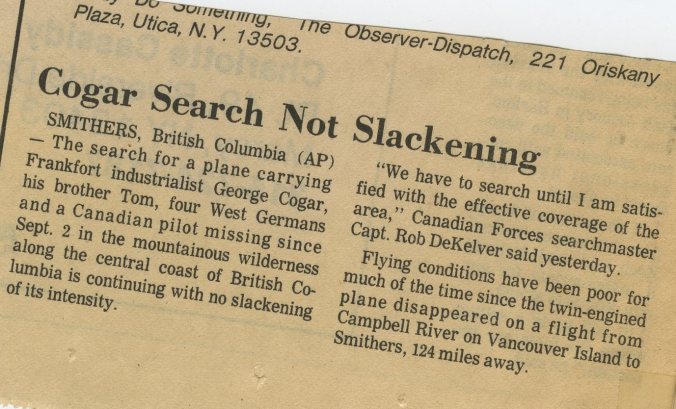 Do Something, The Observer-Dispatch, 221 Oriskany
Plaza, Utica, N.Y. 13503.
Cogar Search Not Slackening
SMITHERS, British Columbia (AP)
— The search for a plane carrying
Frankfort industrialist George Cogar,
his brother Tom, four West Germans
and a Canadian pilot missing since
Sept. 2 in the mountainous wilderness
along the central coast of British Co-
lumbia is continuing with no slackening
of its intensity.
"We have to search until I am satis-
fied with the effective coverage of the
area," Canadian Forces searchmaster
Capt. Rob DeKelver said yesterday.
Flying conditions have been poor for
much of the time since the twin-engined
plane disappeared on a flight from
Campbell River on Vancouver Island to
Smithers, 124 miles away.